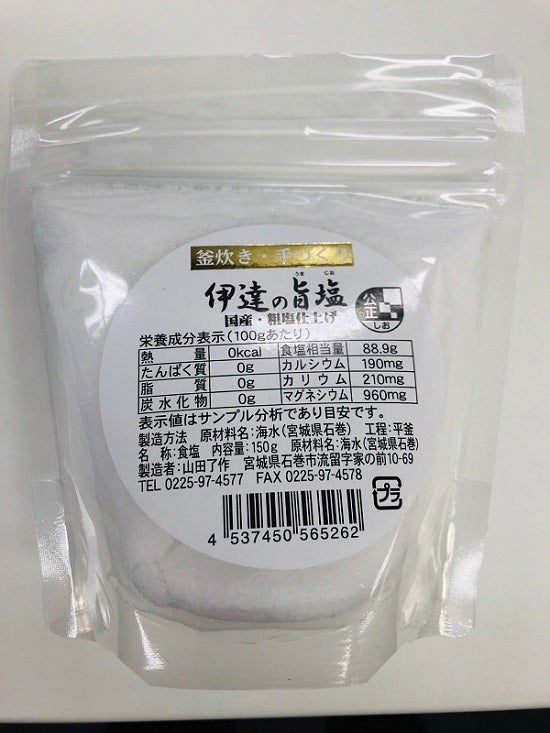 釜炊き・手づくり
うま じお
伊達の旨塩
国産・粗塩仕上げ
公正
しお
栄養成分表示(100gあたり)
熱量 0kcal 食塩相当量 88.9g
たんぱく質 0g カルシウム 190mg
脂質 0g カリウム 210mg
炭水化物 0g マグネシウム 960mg
表示値はサンプル分析であり目安です。
製造方法 原材料名:海水(宮城県石巻) 工程:平釜
名称:食塩 内容量:150g 原材料名:海水(宮城県石巻)
製造者:山田了作 宮城県石巻市流留字家の前10-69
TEL 0225-97-4577 FAX 0225-97-4578
プラ
4 537450 565262